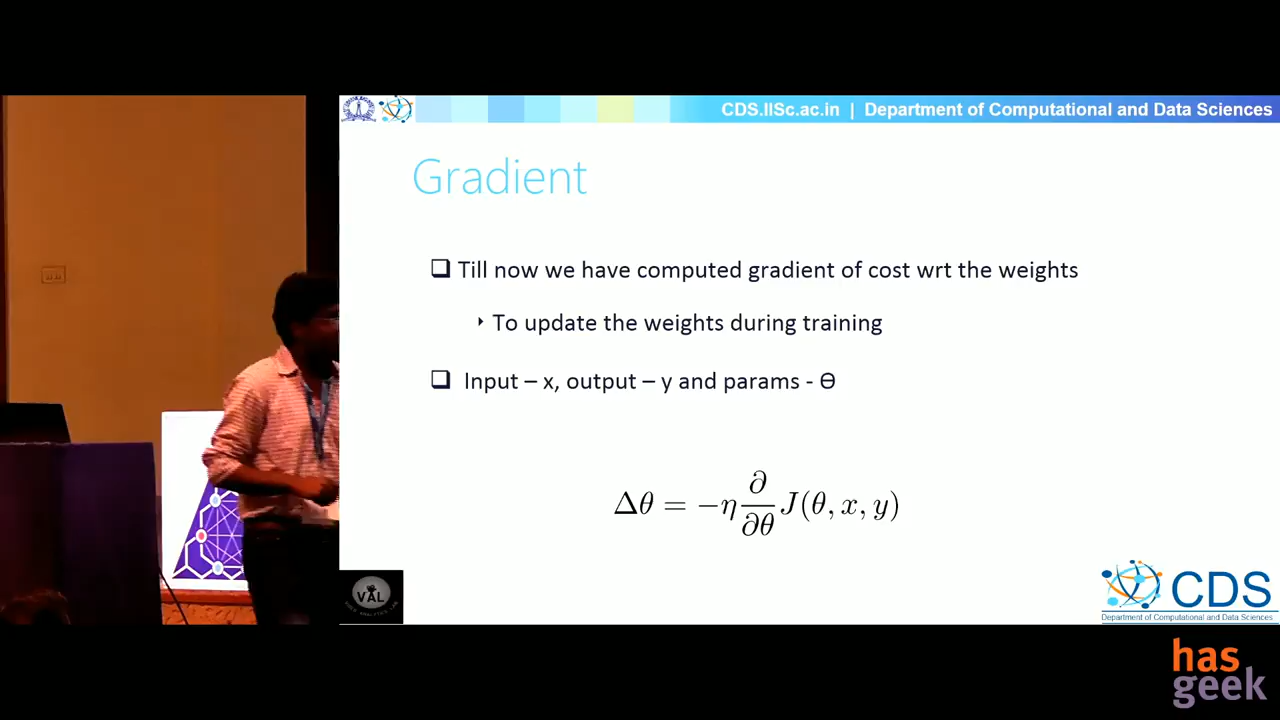 CDS.IISc.ac.in | Department of Computational and Data Sciences
Gradient
❑ Till now we have computed gradient of cost wrt the weights
‣ To update the weights during training
❑ Input – x, output – y and params - Ө
Δθ = −η ∂/∂θ J(θ, x, y)
VAL
CDS
Department of Computational and Data Sciences
has
geek